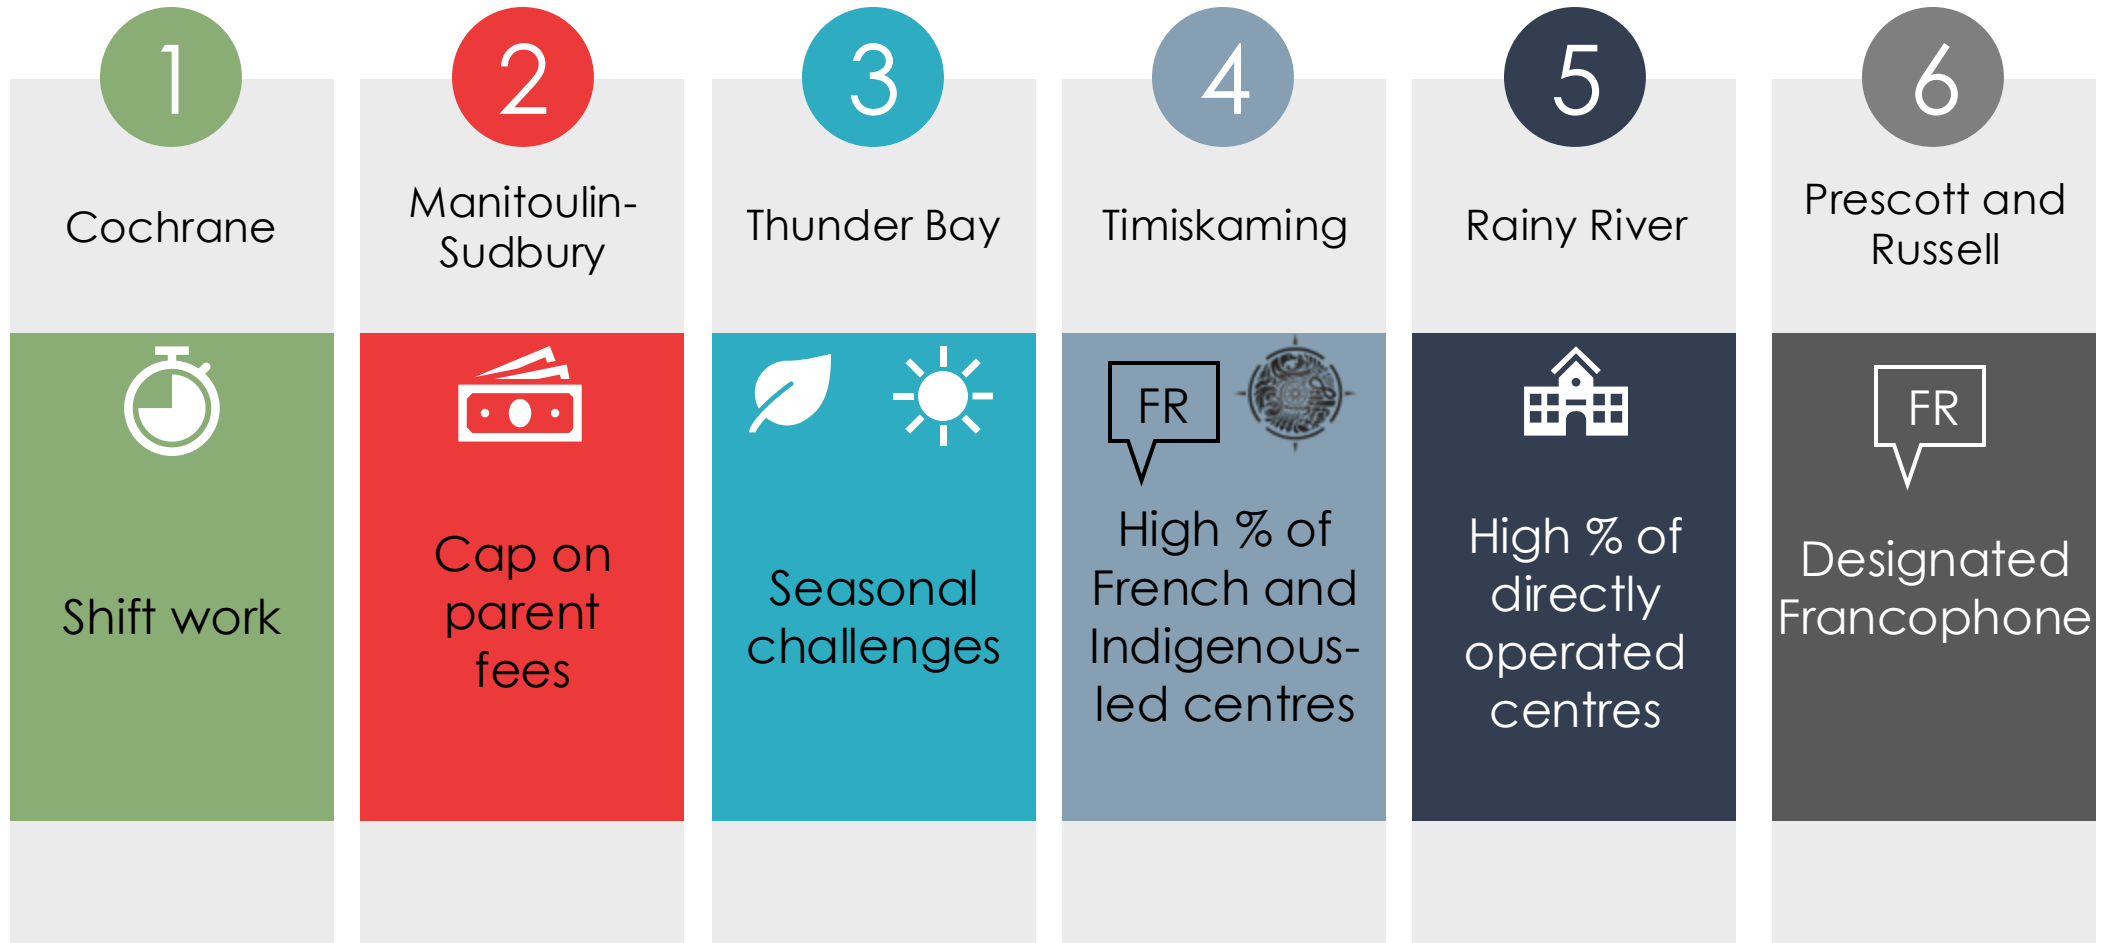 1
Cochrane
Shift work
2
Manitoulin-
Sudbury
Cap on
parent
fees
3
Thunder Bay
Seasonal
challenges
4
Timiskaming
FR
High % of
French and
Indigenous-
led centres
5
Rainy River
High % of
directly
operated
centres
6
Prescott and
Russell
FR
Designated
Francophone